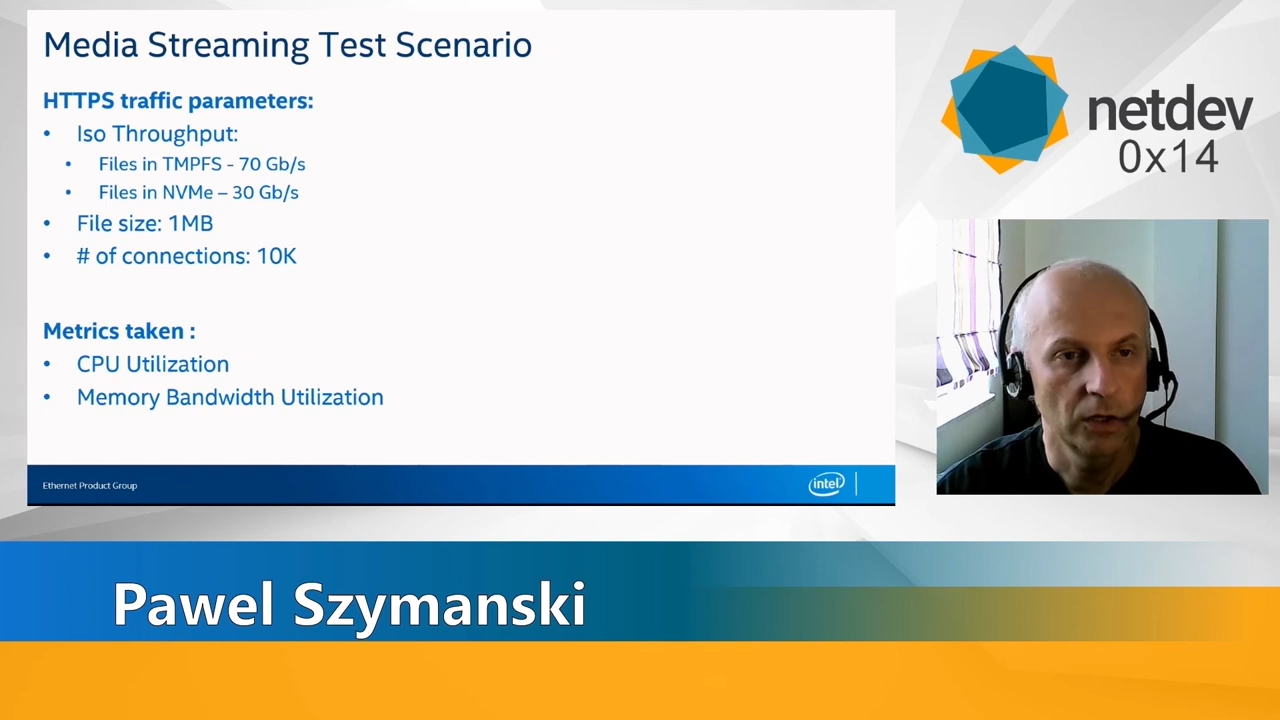 Media Streaming Test Scenario
HTTPS traffic parameters:
• Iso Throughput:
• Files in TMPFS - 70 Gb/s
• Files in NVMe – 30 Gb/s
• File size: 1MB
• # of connections: 10K
Metrics taken :
• CPU Utilization
• Memory Bandwidth Utilization
Ethernet Product Group
intel
netdev
0x14
Pawel Szymanski